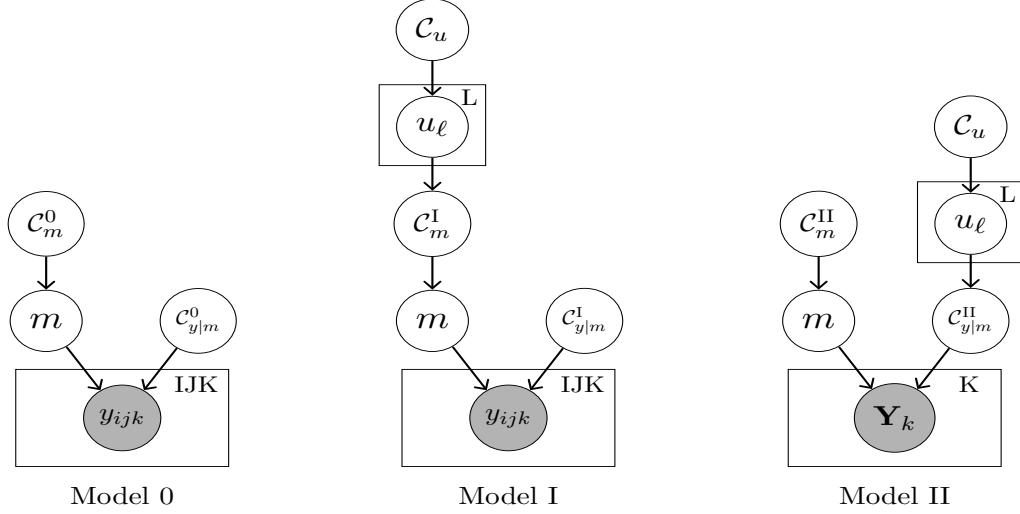 𝒞_u
L
u_ℓ
𝒞_u
L
𝒞_m^0
𝒞_m^I
𝒞_m^II
u_ℓ
m
𝒞_{y|m}^0
m
𝒞_{y|m}^I
m
𝒞_{y|m}^II
IJK
IJK
K
y_{ijk}
y_{ijk}
𝐘_k
Model 0
Model I
Model II